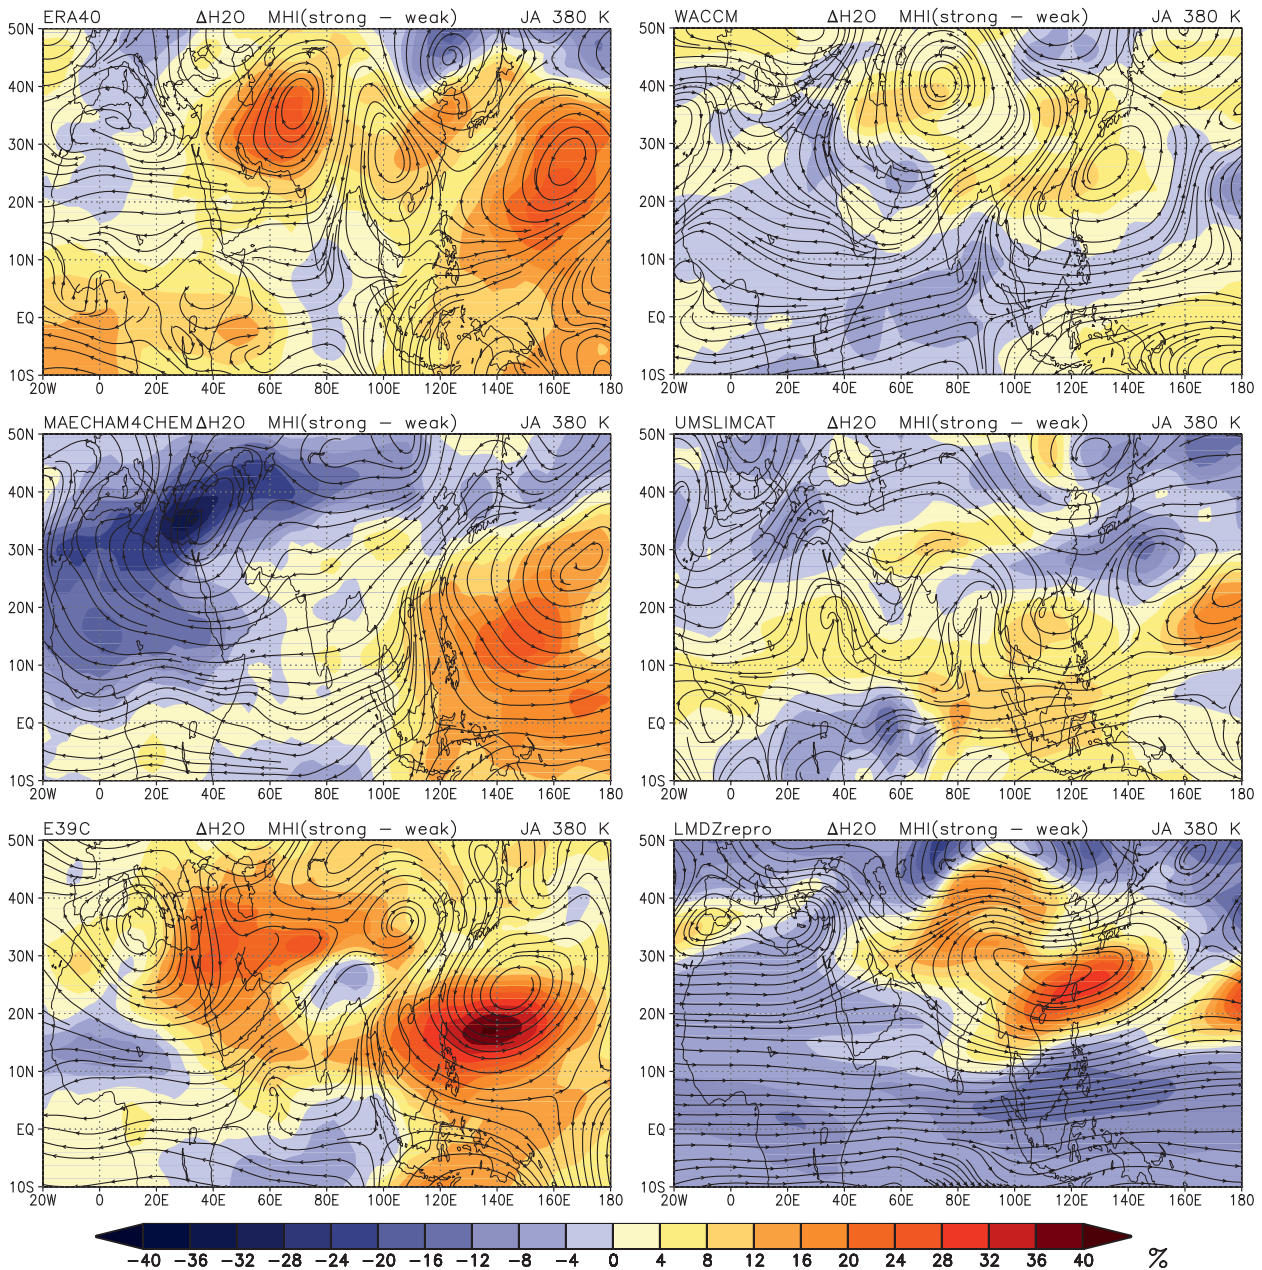 ERA40 ΔH2O MHI(strong − weak) JA 380 K
50N
40N
30N
20N
10N
EQ
10S
20W 0 20E 40E 60E 80E 100E 120E 140E 160E 180
WACCM ΔH2O MHI(strong − weak) JA 380 K
50N
40N
30N
20N
10N
EQ
10S
20W 0 20E 40E 60E 80E 100E 120E 140E 160E 180
MAECHAM4CHEM ΔH2O MHI(strong − weak) JA 380 K
50N
40N
30N
20N
10N
EQ
10S
20W 0 20E 40E 60E 80E 100E 120E 140E 160E 180
UMSLIMCAT ΔH2O MHI(strong − weak) JA 380 K
50N
40N
30N
20N
10N
EQ
10S
20W 0 20E 40E 60E 80E 100E 120E 140E 160E 180
E39C ΔH2O MHI(strong − weak) JA 380 K
50N
40N
30N
20N
10N
EQ
10S
20W 0 20E 40E 60E 80E 100E 120E 140E 160E 180
LMDZrepro ΔH2O MHI(strong − weak) JA 380 K
50N
40N
30N
20N
10N
EQ
10S
20W 0 20E 40E 60E 80E 100E 120E 140E 160E 180
−40 −36 −32 −28 −24 −20 −16 −12 −8 −4 0 4 8 12 16 20 24 28 32 36 40 %